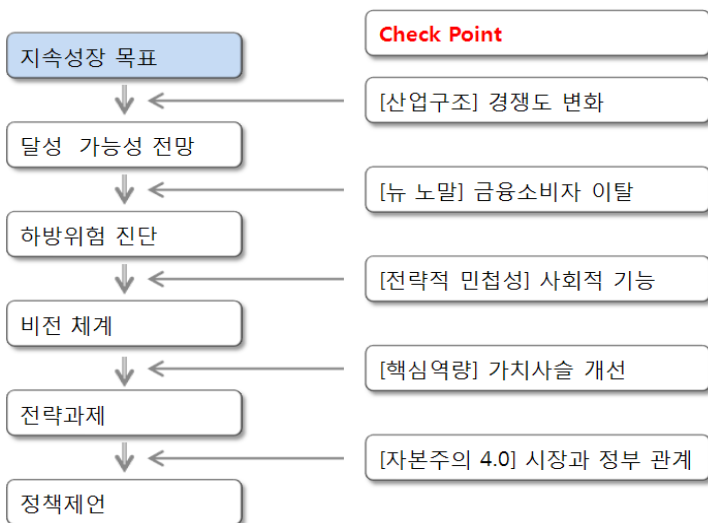 지속성장 목표
달성 가능성 전망
하방위험 진단
비전 체계
전략과제
정책제언
Check Point
[산업구조] 경쟁도 변화
[뉴 노말] 금융소비자 이탈
[전략적 민첩성] 사회적 기능
[핵심역량] 가치사슬 개선
[자본주의 4.0] 시장과 정부 관계